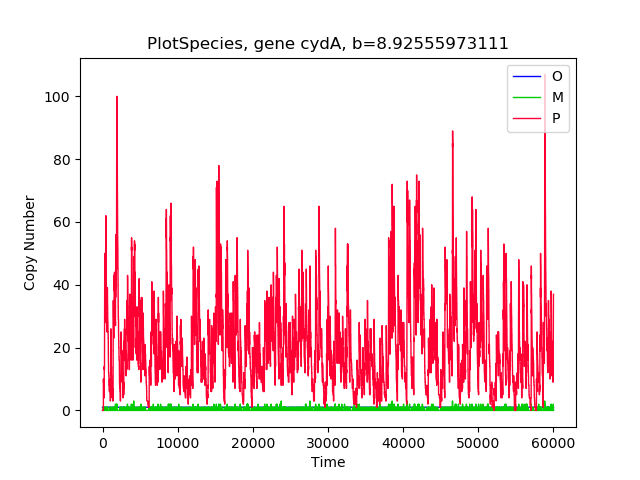 PlotSpecies, gene cydA, b=8.92555973111
O
M
P
100
80
60
40
20
0
Copy Number
0 10000 20000 30000 40000 50000 60000
Time